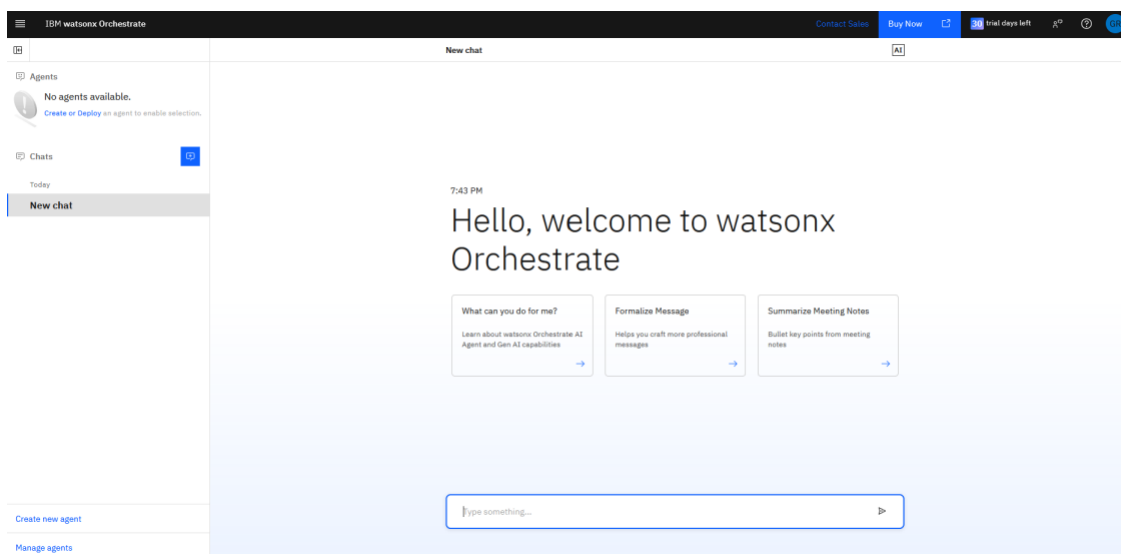 IBM watsonx Orchestrate
Contact Sales
Buy Now
30 trial days left
GR
New chat
AI
Agents
No agents available.
Create or Deploy an agent to enable selection.
Chats
Today
New chat
7:43 PM
Hello, welcome to watsonx
Orchestrate
What can you do for me?
Learn about watsonx Orchestrate AI
Agent and Gen AI capabilities
Formalize Message
Helps you craft more professional
messages
Summarize Meeting Notes
Bullet key points from meeting
notes
Type something...
Create new agent
Manage agents